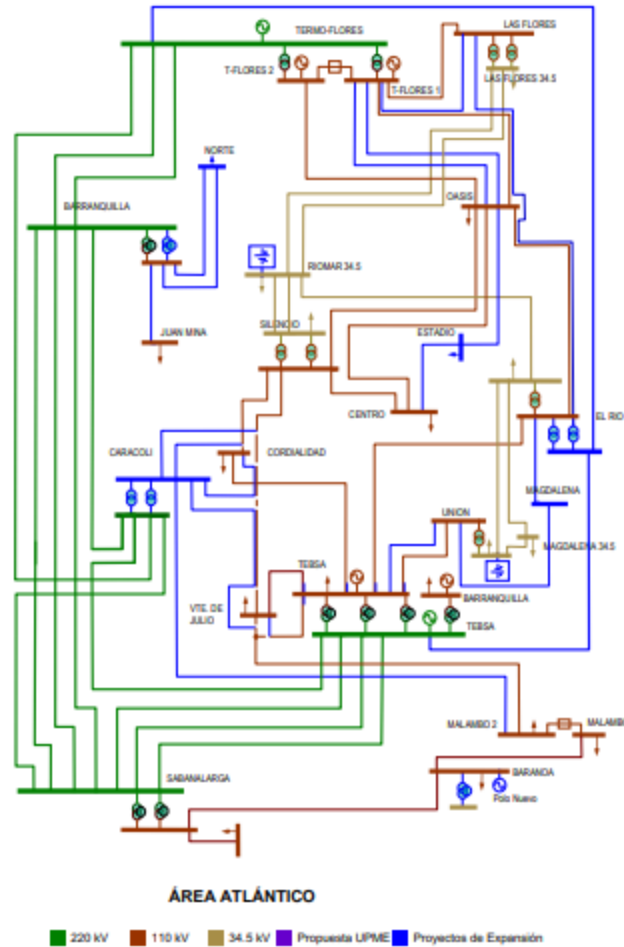 TERMO-FLORES
LAS FLORES
T-FLORES 2
T-FLORES 1
LAS FLORES 34.5
NORTE
BARRANQUILLA
OASIS
RIOMAR 34.5
SILENCIO
JUAN MINA
ESTADIO
CENTRO
EL RIO
CARACOLI
CORDIALIDAD
MAGDALENA
UNION
MAGDALENA 34.5
TEBSA
VTE. DE
JULIO
BARRANQUILLA
TEBSA
MALAMBO 2
MALAMBO
BARANOA
Polo Nuevo
SABANALARGA
ÁREA ATLÁNTICO
220 kV
110 kV
34.5 kV
Propuesta UPME
Proyectos de Expansión